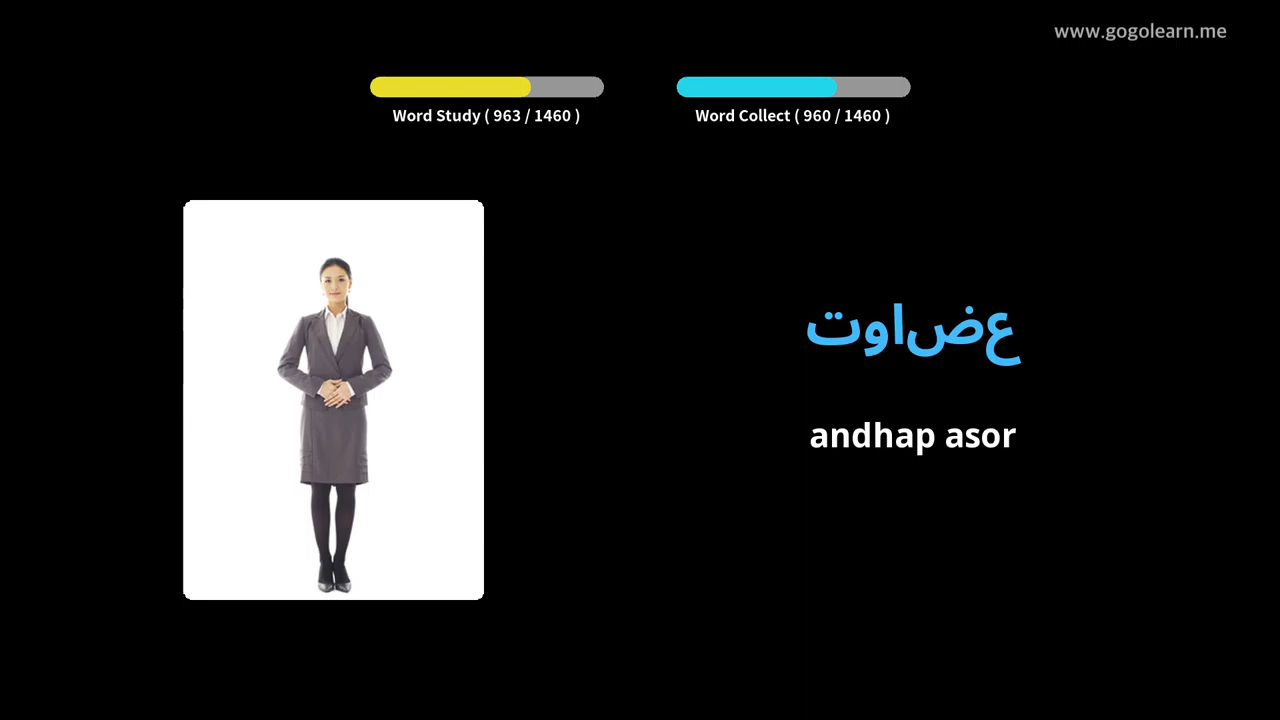 www.gogolearn.me
Word Study ( 963 / 1460 )
Word Collect ( 960 / 1460 )
عضاوت
andhap asor